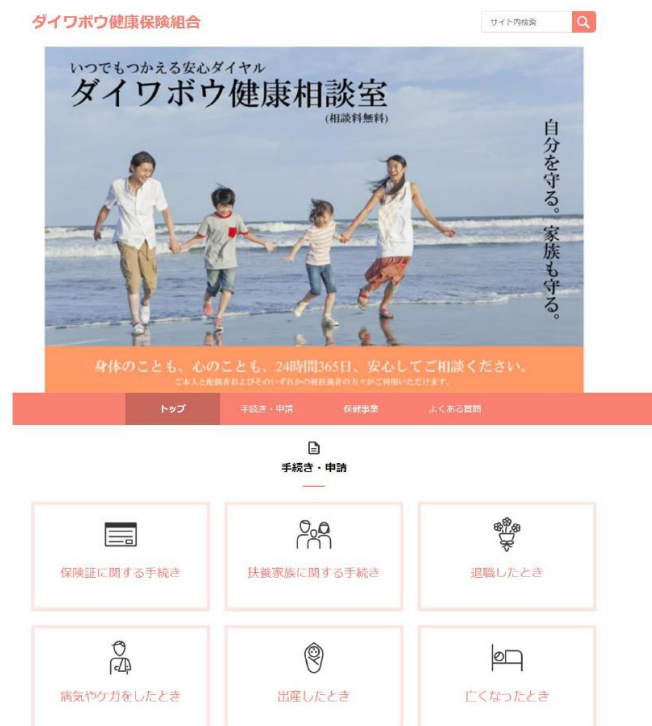 ダイワボウ健康保険組合
サイト内検索
いつでもつかえる安心ダイヤル
ダイワボウ健康相談室
(相談料無料)
自分を守る。家族も守る。
身体のことも、心のことも、24時間365日、安心してご相談ください。
ご本人と配偶者およびそのいずれかの被扶養者の方々がご利用いただけます。
トップ
手続き・申請
保健事業
よくある質問
手続き・申請
保険証に関する手続き
扶養家族に関する手続き
退職したとき
病気やケガをしたとき
出産したとき
亡くなったとき